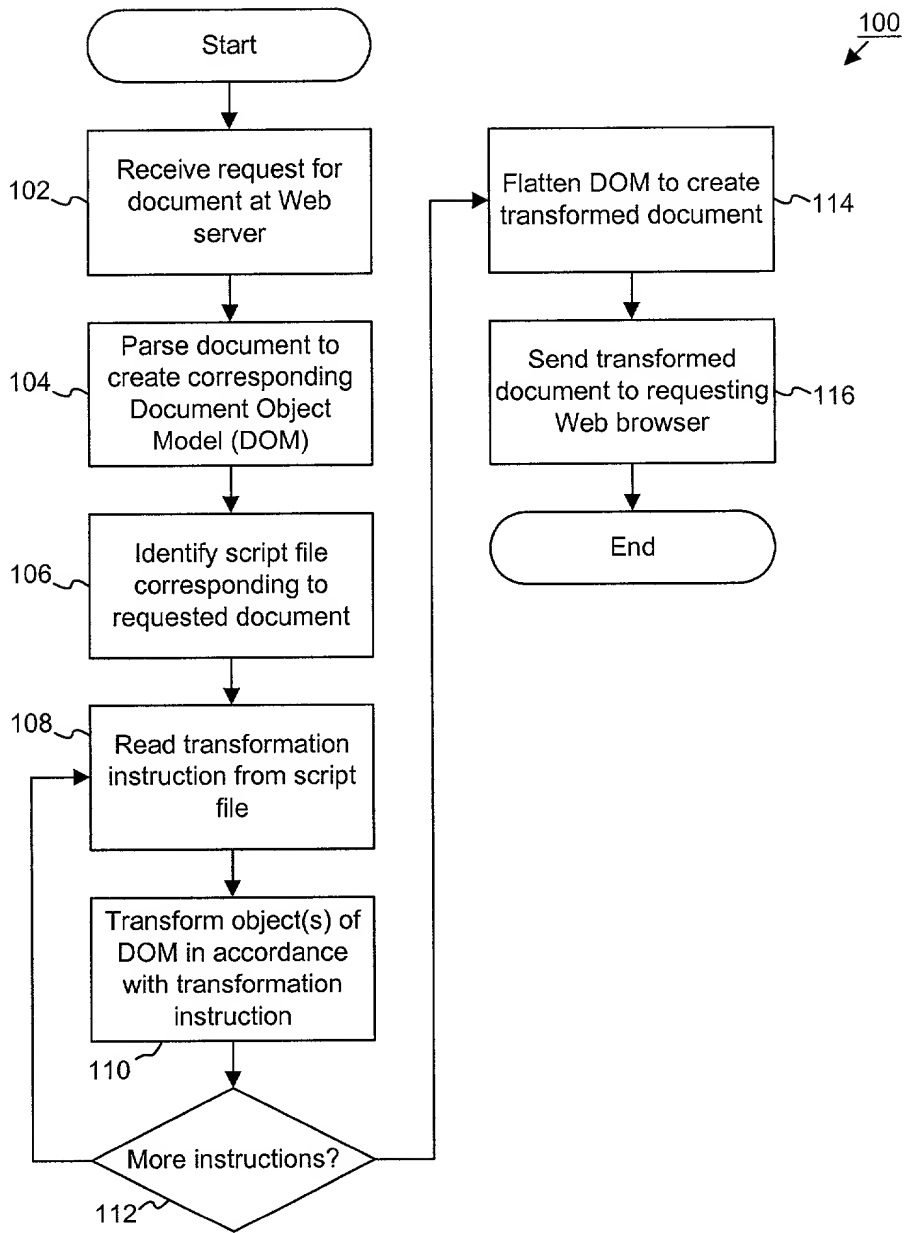 100
Start
102
Receive request for
document at Web
server
104
Parse document to
create corresponding
Document Object
Model (DOM)
106
Identify script file
corresponding to
requested document
108
Read transformation
instruction from script
file
Transform object(s) of
DOM in accordance
with transformation
instruction
110
More instructions?
112
Flatten DOM to create
transformed document
114
Send transformed
document to requesting
Web browser
116
End